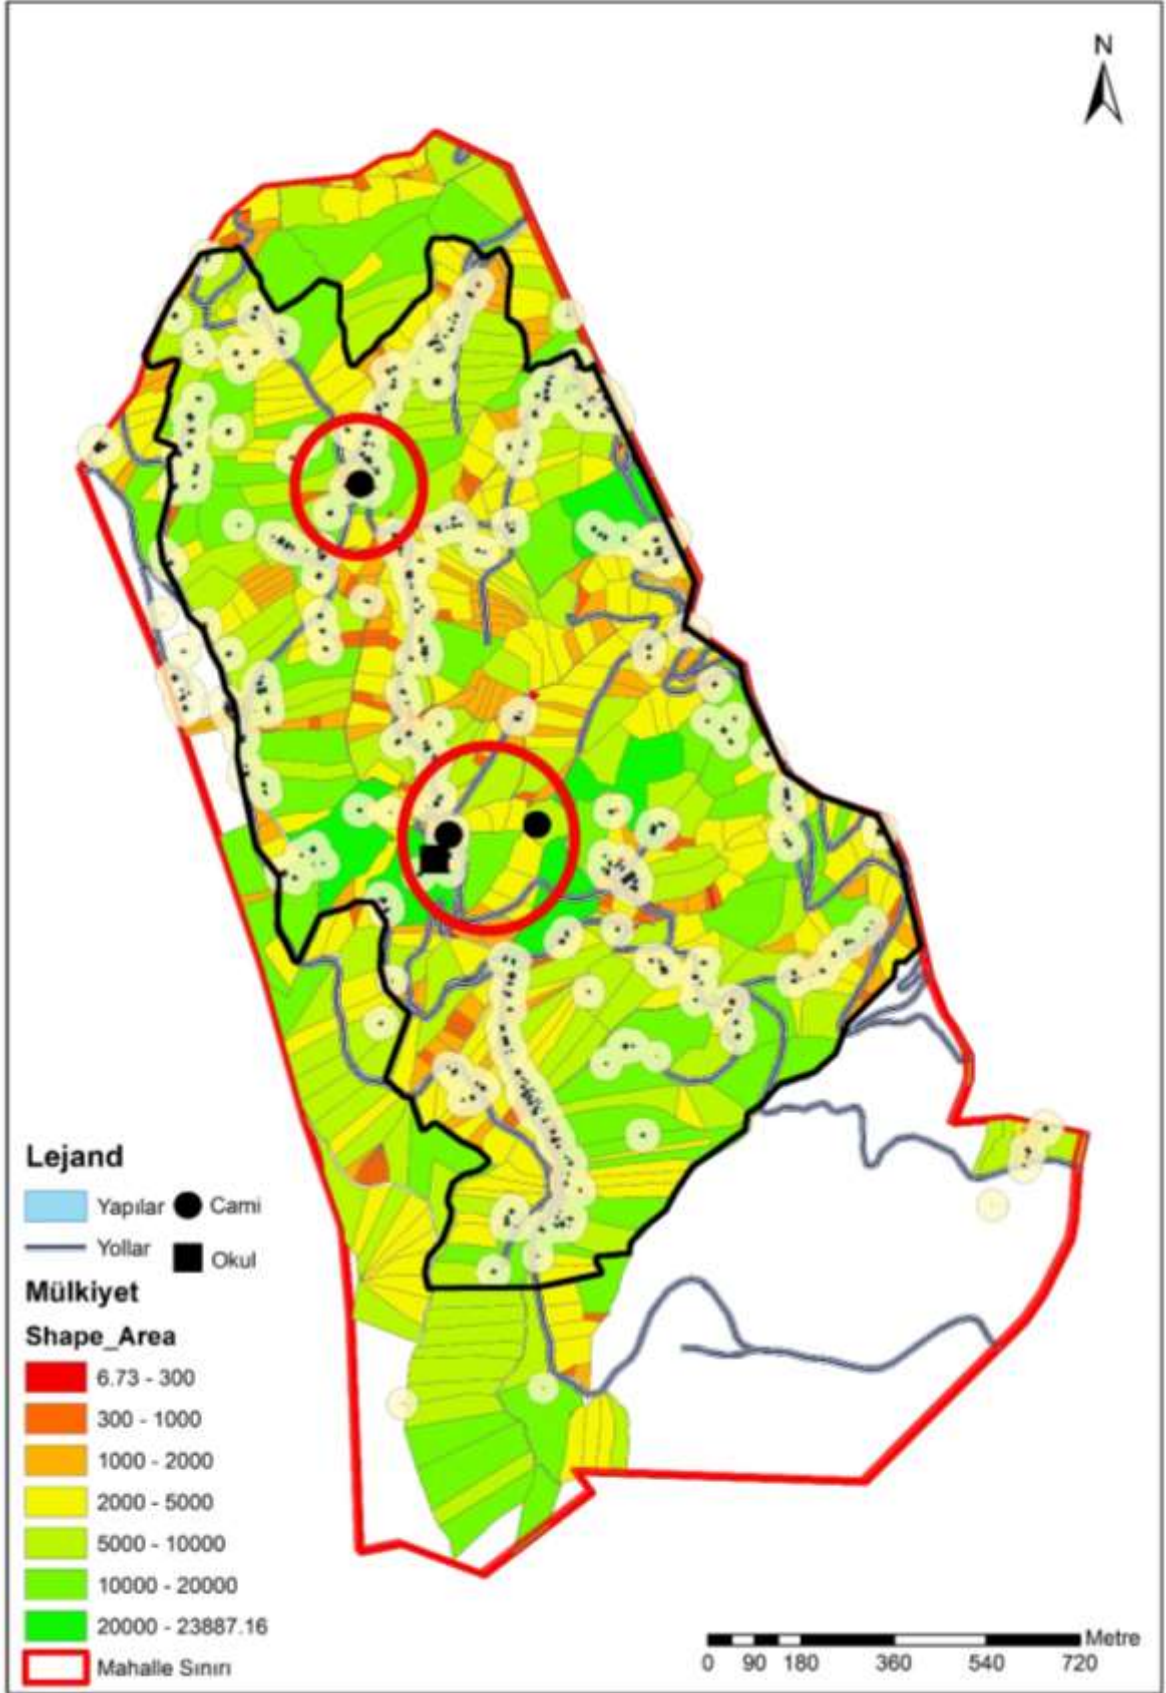 N
Lejand
Yapılar Cami
Yollar Okul
Mülkiyet
Shape_Area
6.73 - 300
300 - 1000
1000 - 2000
2000 - 5000
5000 - 10000
10000 - 20000
20000 - 23887.16
Mahalle Sınırı
Metre
0 90 180 360 540 720